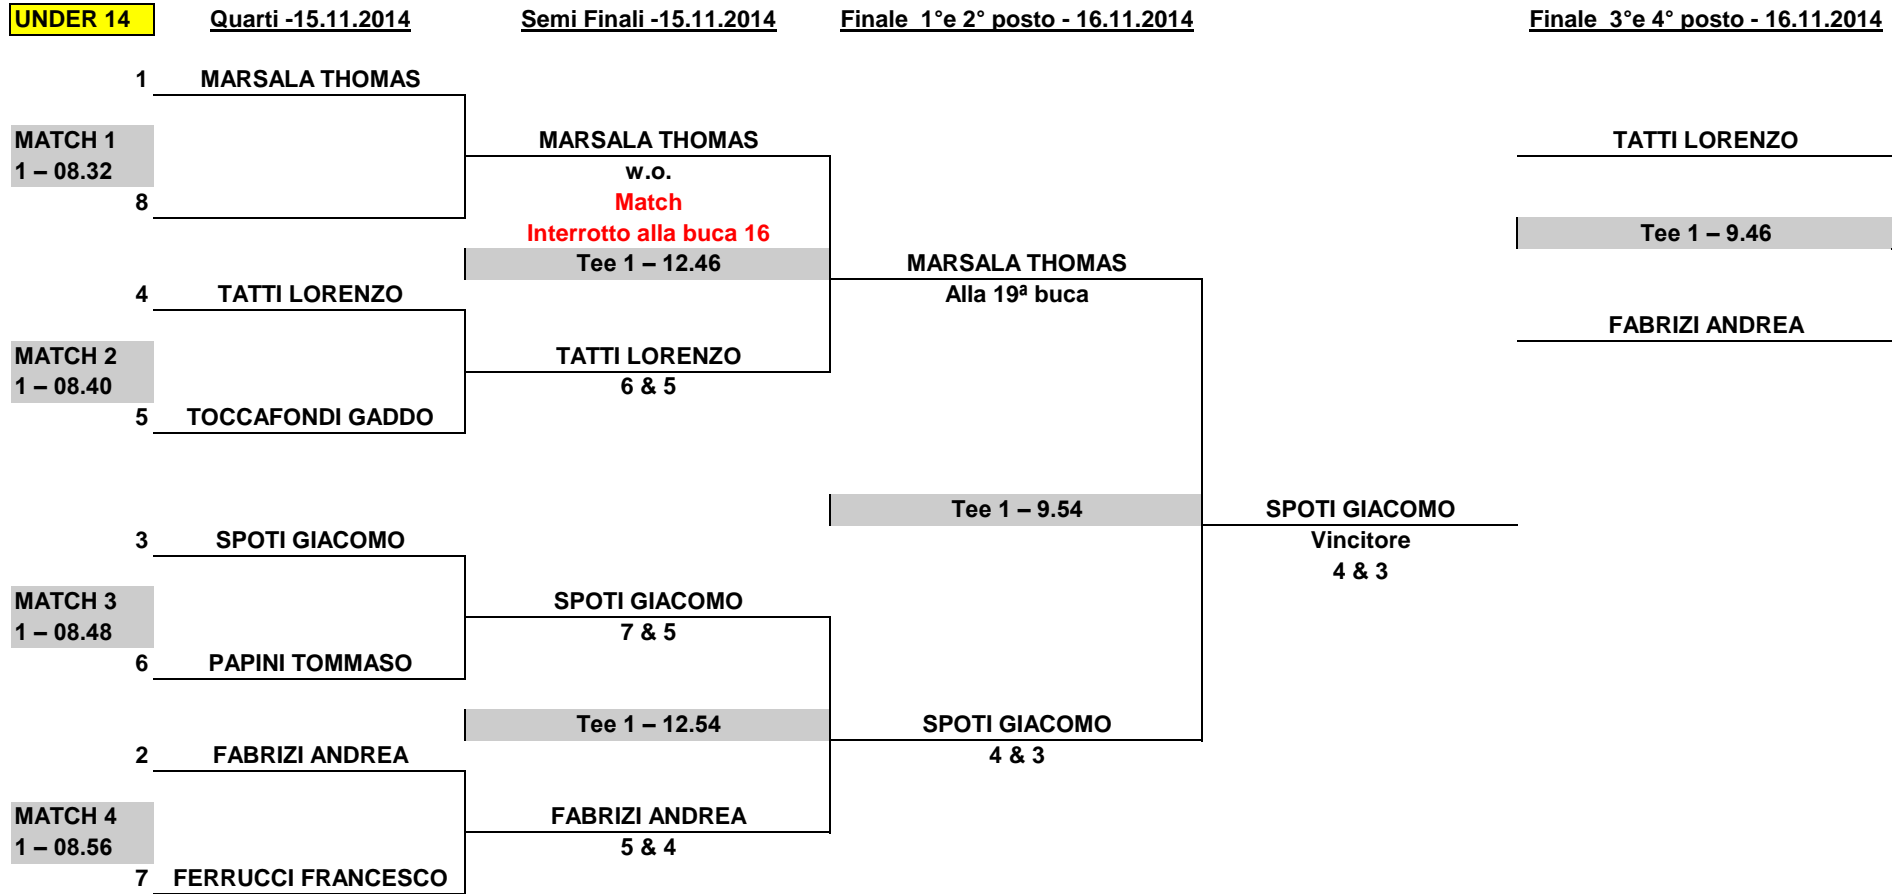 UNDER 14 Quarti -15.11.2014 Semi Finali -15.11.2014 Finale 1°e 2° posto - 16.11.2014 Finale 3°e 4° posto - 16.11.2014
1 MARSALA THOMAS
MATCH 1 MARSALA THOMAS TATTI LORENZO
1 – 08.32 w.o.
8 Match
Interrotto alla buca 16 Tee 1 – 9.46
Tee 1 – 12.46 MARSALA THOMAS
4 TATTI LORENZO Alla 19ª buca
FABRIZI ANDREA
MATCH 2 TATTI LORENZO
1 – 08.40 6 & 5
5 TOCCAFONDI GADDO
Tee 1 – 9.54 SPOTI GIACOMO
3 SPOTI GIACOMO Vincitore
4 & 3
MATCH 3 SPOTI GIACOMO
1 – 08.48 7 & 5
6 PAPINI TOMMASO
Tee 1 – 12.54 SPOTI GIACOMO
2 FABRIZI ANDREA 4 & 3
MATCH 4 FABRIZI ANDREA
1 – 08.56 5 & 4
7 FERRUCCI FRANCESCO